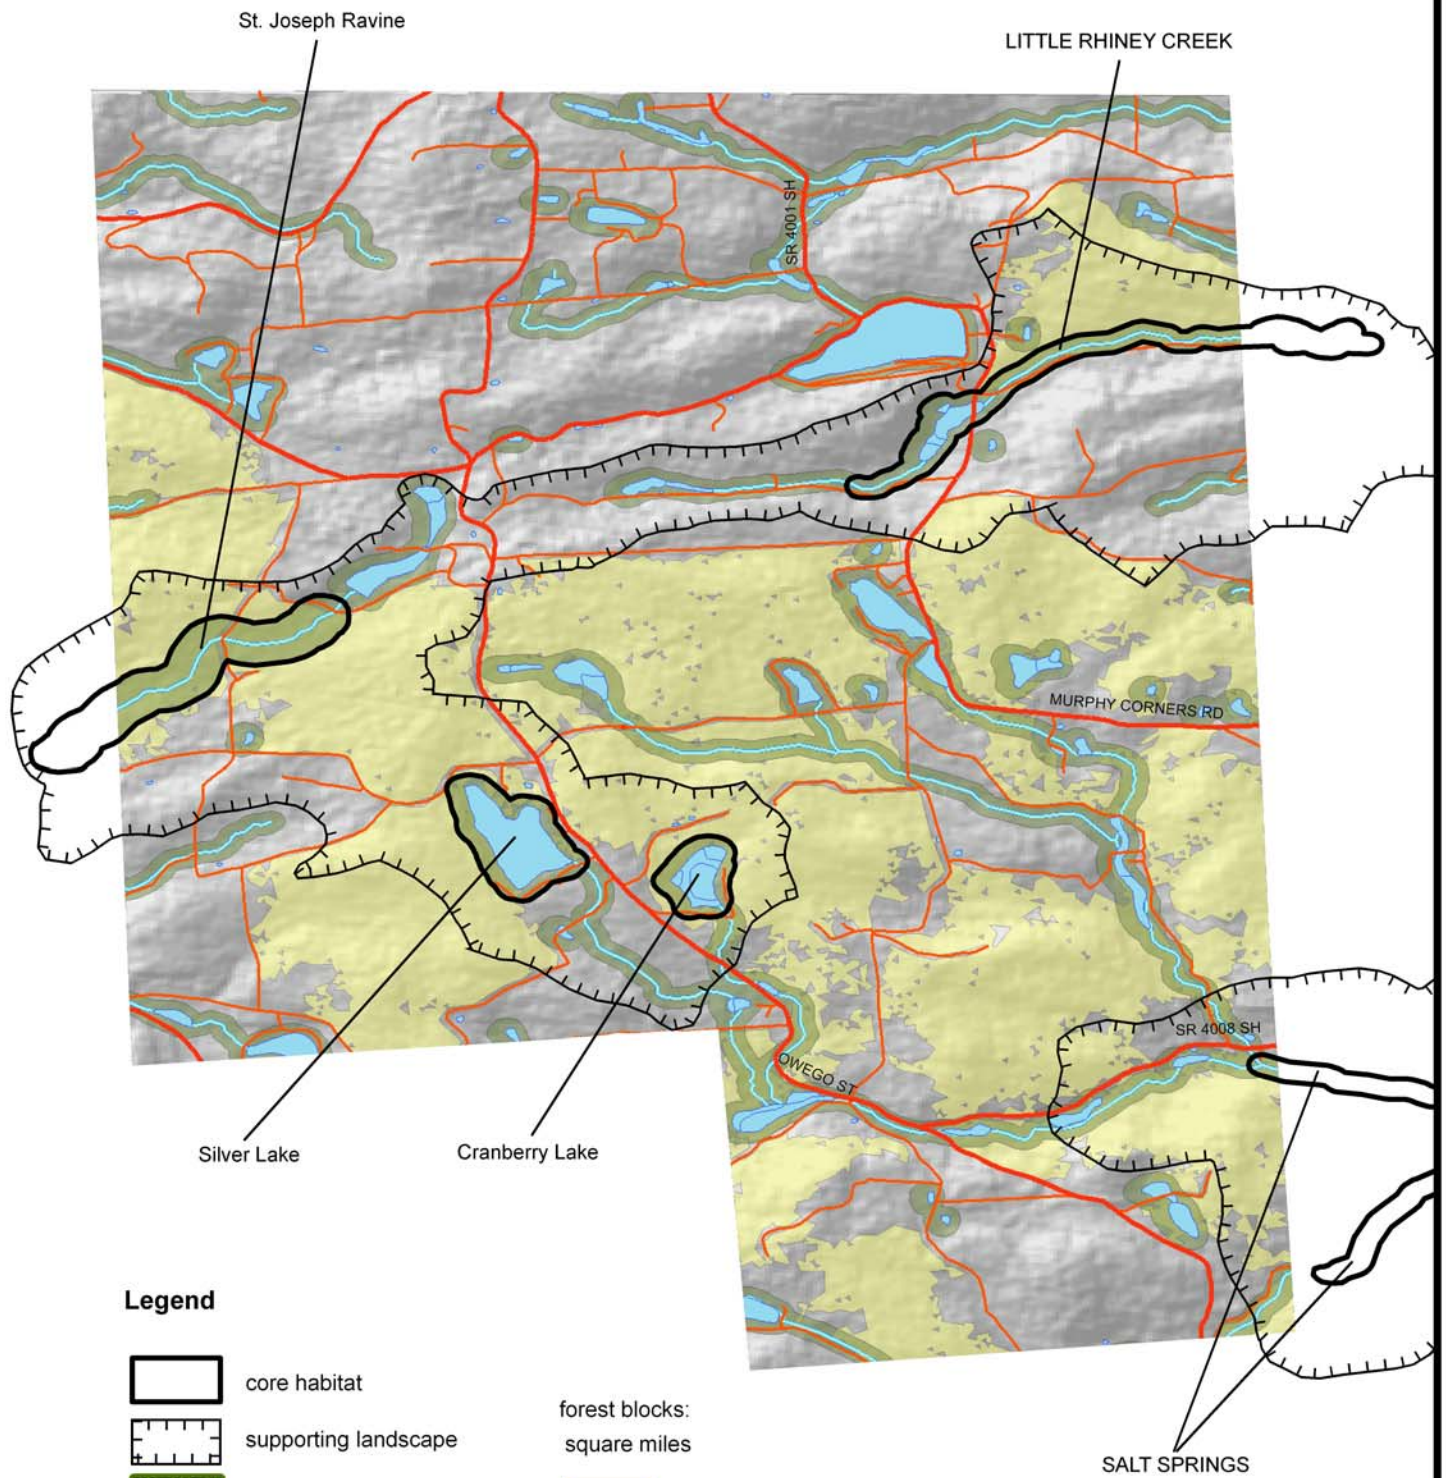 St. Joseph Ravine
LITTLE RHINEY CREEK
SR 4001 SH
MURPHY CORNERS RD
SR 4008 SH
OWEGO ST
Silver Lake
Cranberry Lake
Legend
core habitat
supporting landscape
forest blocks:
square miles
SALT SPRINGS